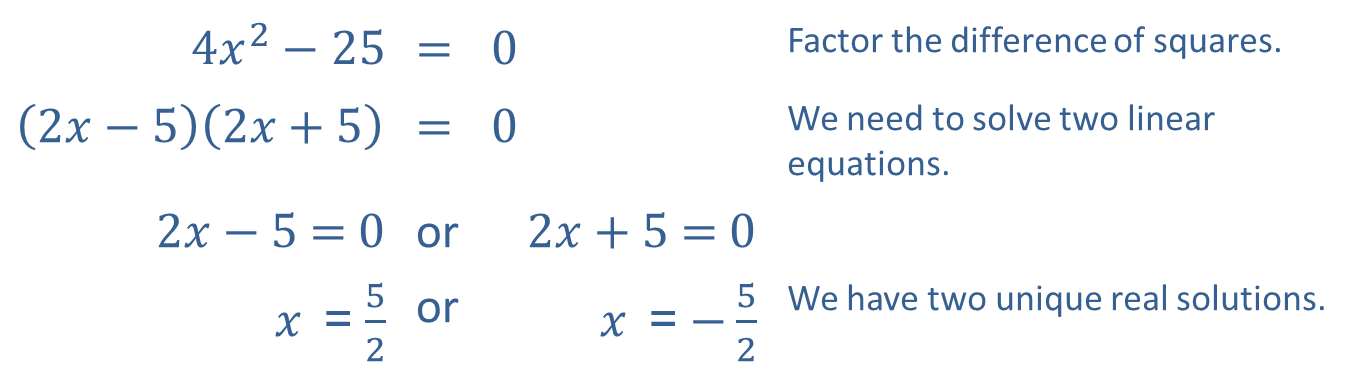 4x² − 25 = 0 Factor the difference of squares.
(2x − 5)(2x + 5) = 0 We need to solve two linear
equations.
2x − 5 = 0 or 2x + 5 = 0
x = 5/2 or x = − 5/2 We have two unique real solutions.